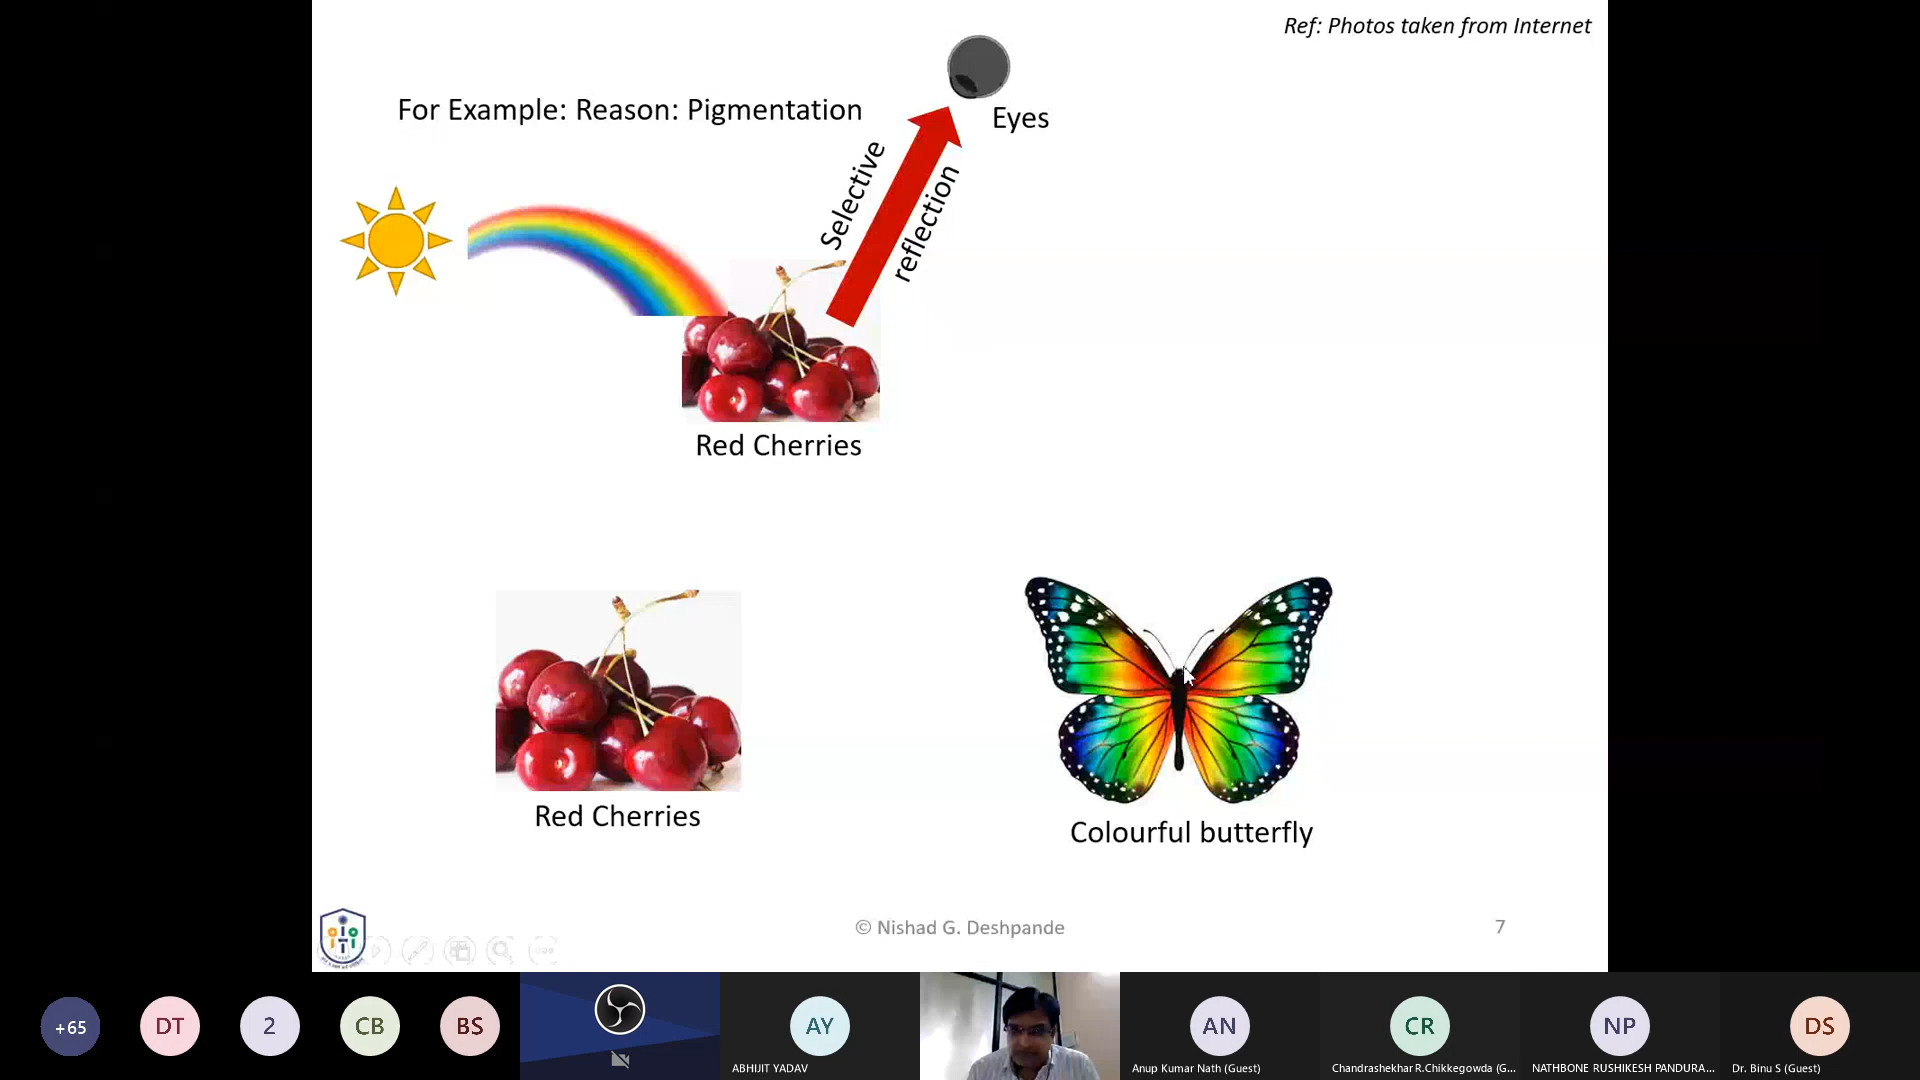 Ref: Photos taken from Internet
For Example: Reason: Pigmentation
Eyes
Selective
reflection
Red Cherries
Red Cherries
Colourful butterfly
© Nishad G. Deshpande
7
+65
DT
2
CB
BS
AY
ABHIJIT YADAV
AN
Anup Kumar Nath (Guest)
CR
Chandrashekhar R.Chikkegowda (G...
NP
NATHBONE RUSHIKESH PANDURA...
DS
Dr. Binu S (Guest)